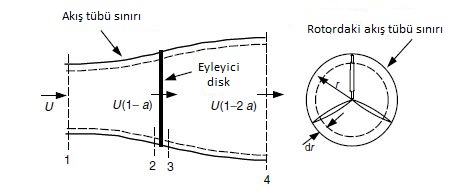 Akış tübü sınırı
Rotordaki akış tübü
sınırı
Eyleyici
disk
U
U(1– a)
U(1–2 a)
r
dr
1
2
3
4